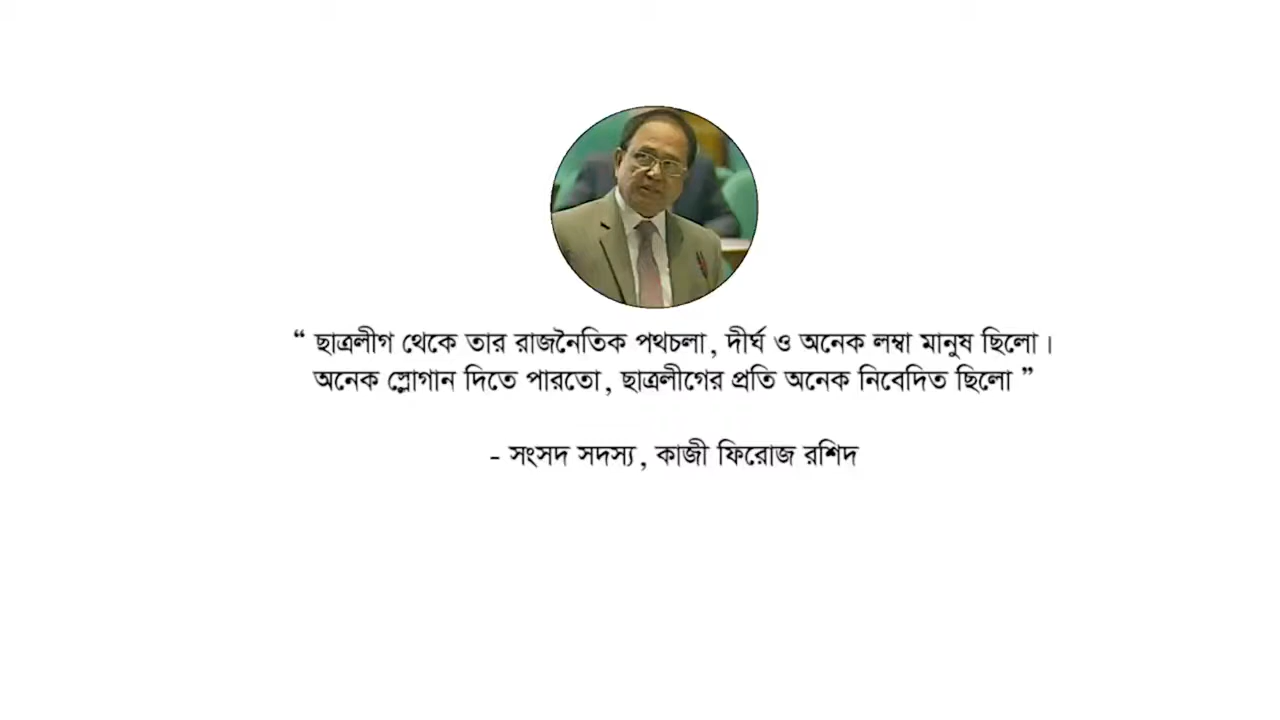 “ ছাত্রলীগ থেকে তার রাজনৈতিক পথচলা, দীর্ঘ ও অনেক লম্বা মানুষ ছিলো।
অনেক স্লোগান দিতে পারতো, ছাত্রলীগের প্রতি অনেক নিবেদিত ছিলো ”
- সংসদ সদস্য, কাজী ফিরোজ রশিদ